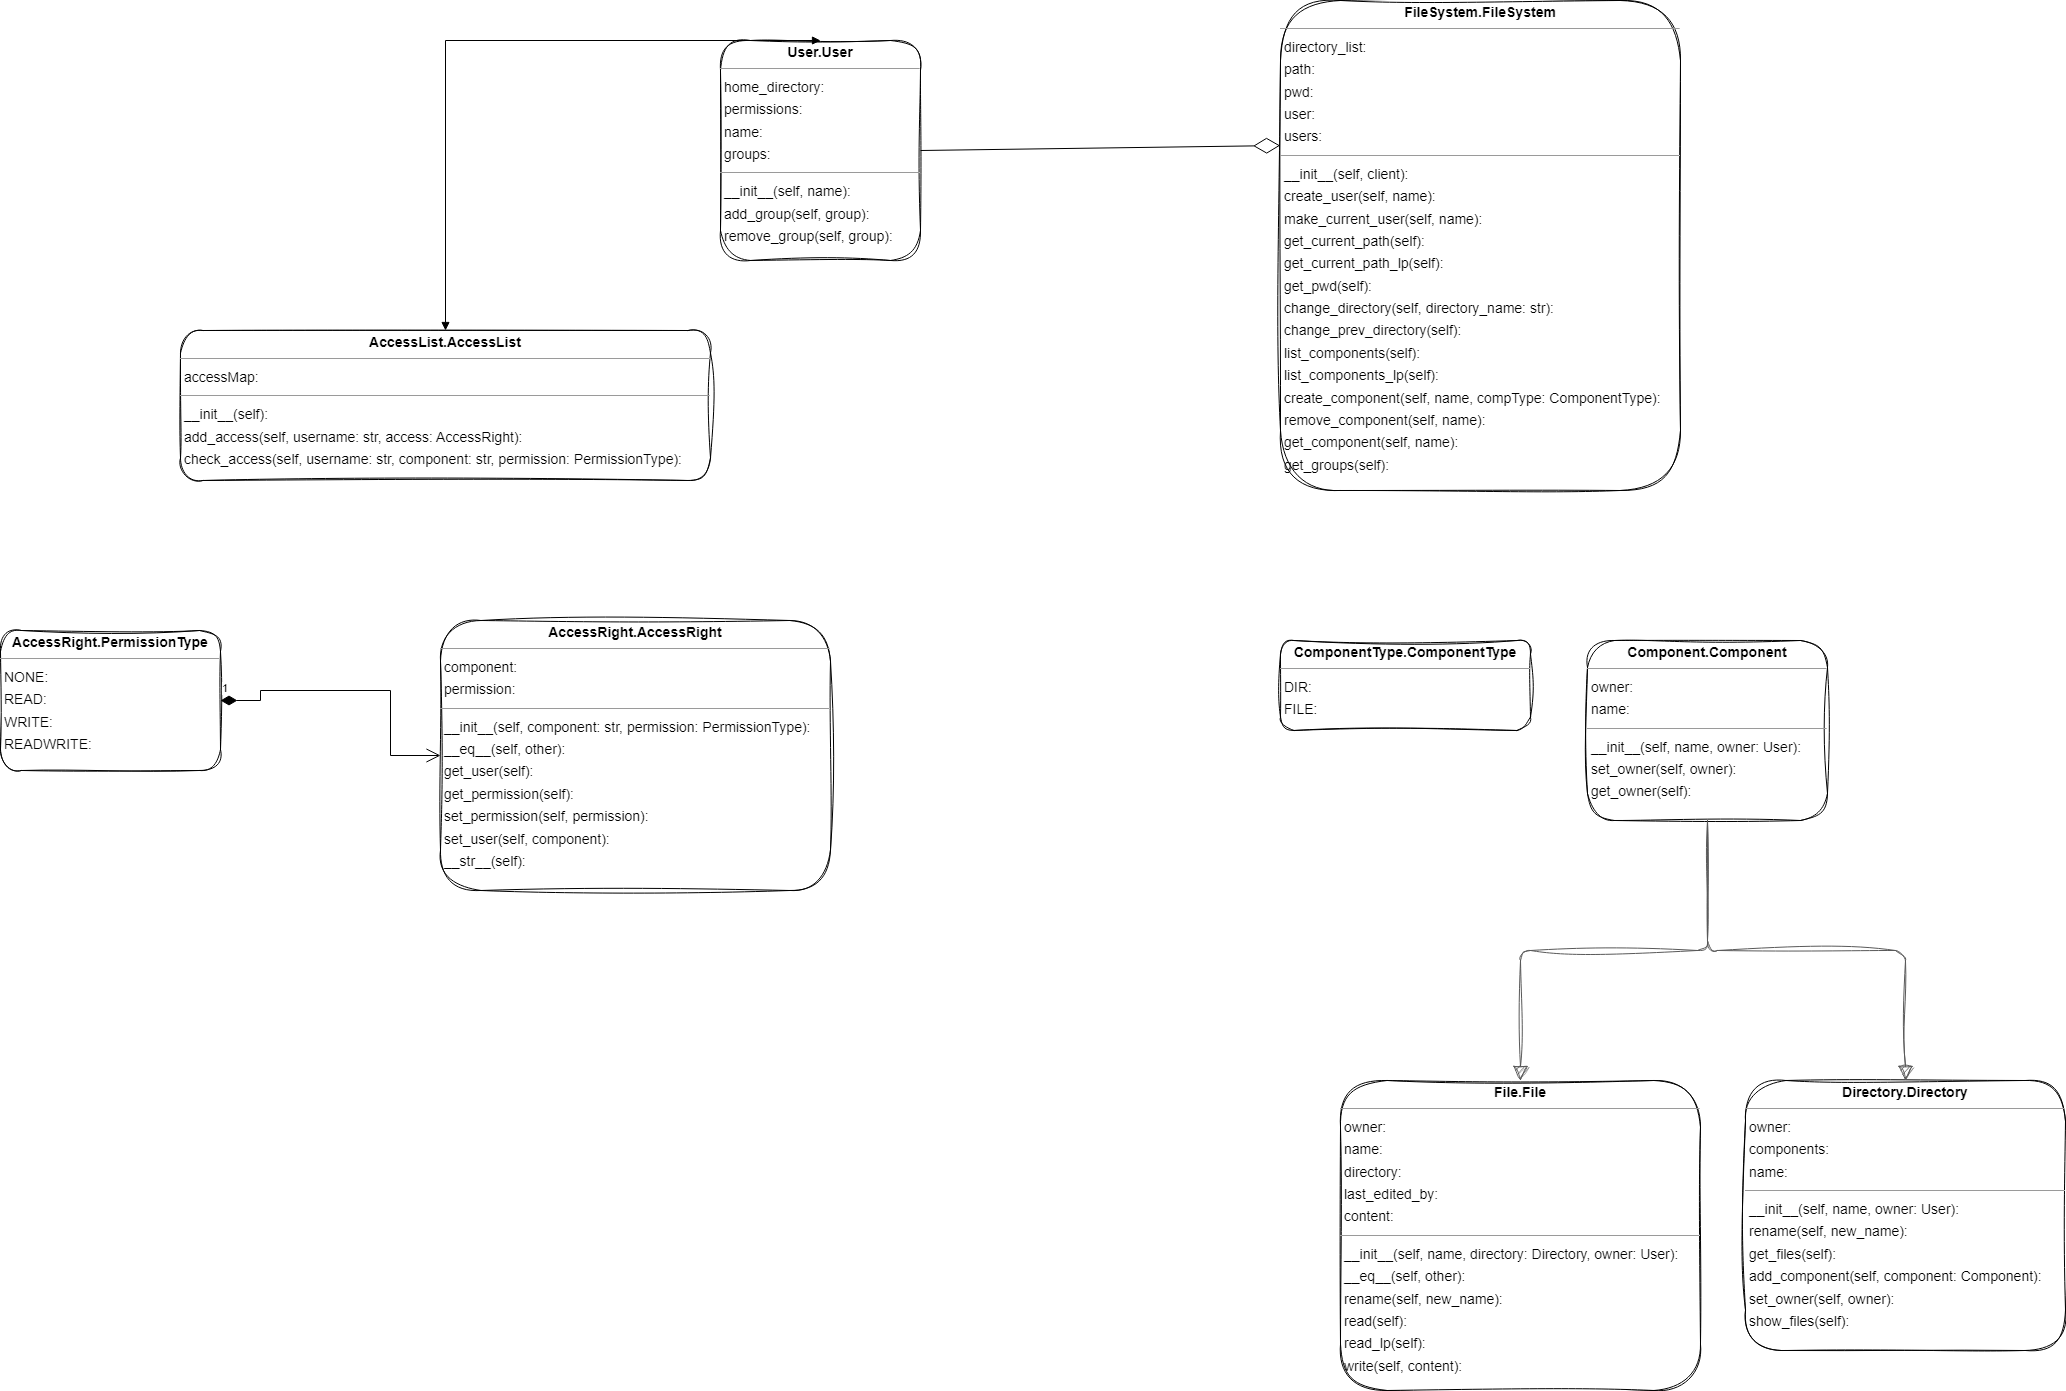 User.User
home_directory:
permissions:
name:
groups:
__init__(self, name):
add_group(self, group):
remove_group(self, group):
FileSystem.FileSystem
directory_list:
path:
pwd:
user:
users:
__init__(self, client):
create_user(self, name):
make_current_user(self, name):
get_current_path(self):
get_current_path_lp(self):
get_pwd(self):
change_directory(self, directory_name: str):
change_prev_directory(self):
list_components(self):
list_components_lp(self):
create_component(self, name, compType: ComponentType):
remove_component(self, name):
get_component(self, name):
get_groups(self):
AccessList.AccessList
accessMap:
__init__(self):
add_access(self, username: str, access: AccessRight):
check_access(self, username: str, component: str, permission: PermissionType):
AccessRight.PermissionType
NONE:
READ:
WRITE:
READWRITE:
1
AccessRight.AccessRight
component:
permission:
__init__(self, component: str, permission: PermissionType):
__eq__(self, other):
get_user(self):
get_permission(self):
set_permission(self, permission):
set_user(self, component):
__str__(self):
ComponentType.ComponentType
DIR:
FILE:
Component.Component
owner:
name:
__init__(self, name, owner: User):
set_owner(self, owner):
get_owner(self):
File.File
owner:
name:
directory:
last_edited_by:
content:
__init__(self, name, directory: Directory, owner: User):
__eq__(self, other):
rename(self, new_name):
read(self):
read_lp(self):
write(self, content):
Directory.Directory
owner:
components:
name:
__init__(self, name, owner: User):
rename(self, new_name):
get_files(self):
add_component(self, component: Component):
set_owner(self, owner):
show_files(self):